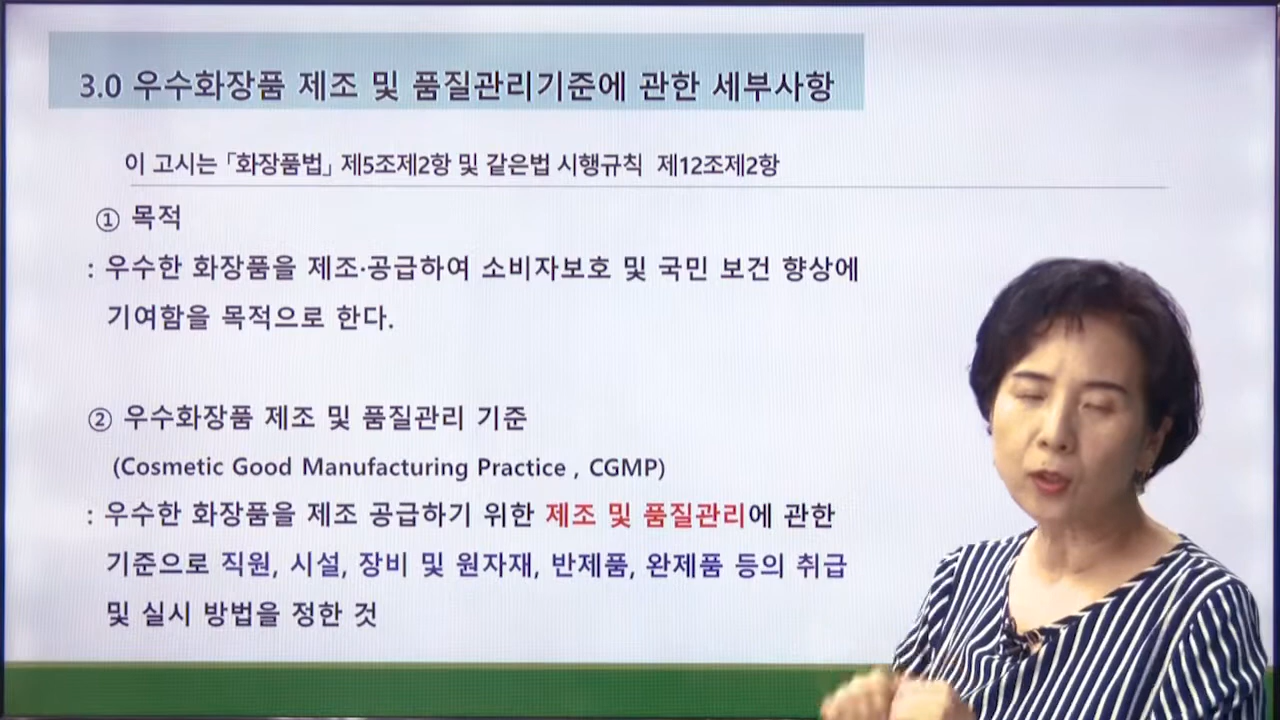 3.0 우수화장품 제조 및 품질관리기준에 관한 세부사항
이 고시는 「화장품법」 제5조제2항 및 같은법 시행규칙 제12조제2항
① 목적
: 우수한 화장품을 제조·공급하여 소비자보호 및 국민 보건 향상에
기여함을 목적으로 한다.
② 우수화장품 제조 및 품질관리 기준
(Cosmetic Good Manufacturing Practice , CGMP)
: 우수한 화장품을 제조 공급하기 위한 제조 및 품질관리에 관한
기준으로 직원, 시설, 장비 및 원자재, 반제품, 완제품 등의 취급
및 실시 방법을 정한 것